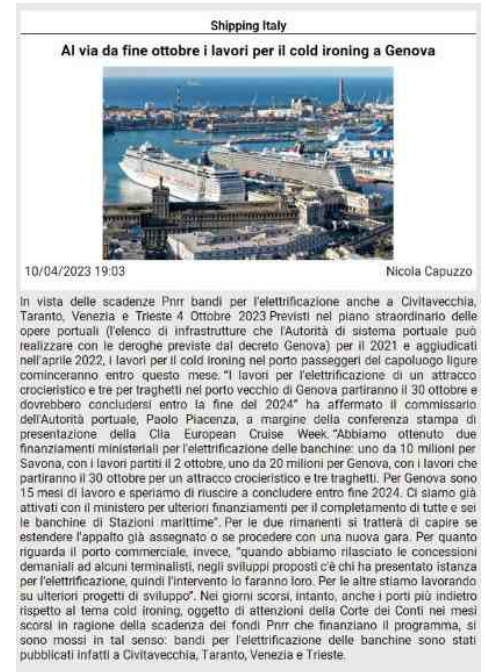 Shipping Italy
Al via da fine ottobre i lavori per il cold ironing a Genova
10/04/2023 19:03
Nicola Capuzzo
In vista delle scadenze Pnrr bandi per l'elettrificazione anche a Civitavecchia,
Taranto, Venezia e Trieste 4 Ottobre 2023 Previsti nel piano straordinario delle
opere portuali (l'elenco di infrastrutture che l'Autorità di sistema portuale può
realizzare con le deroghe previste dal decreto Genova) per il 2021 e aggiudicati
nell'aprile 2022, i lavori per il cold ironing nel porto passeggeri del capoluogo ligure
cominceranno entro questo mese. "I lavori per l'elettrificazione di un attracco
crocieristico e tre per traghetti nel porto vecchio di Genova partiranno il 30 ottobre e
dovrebbero concludersi entro la fine del 2024" ha affermato il commissario
dell'Autorità portuale, Paolo Piacenza, a margine della conferenza stampa di
presentazione della Clia European Cruise Week. "Abbiamo ottenuto due
finanziamenti ministeriali per l'elettrificazione delle banchine: uno da 10 milioni per
Savona, con i lavori partiti il 2 ottobre, uno da 20 milioni per Genova, con i lavori che
partiranno il 30 ottobre per un attracco crocieristico e tre traghetti. Per Genova sono
15 mesi di lavoro e speriamo di riuscire a concludere entro fine 2024. Ci siamo già
attivati con il ministero per ulteriori finanziamenti per il completamento di tutte e sei
le banchine di Stazioni marittime". Per le due rimanenti si tratterà di capire se
estendere l'appalto già assegnato o se procedere con una nuova gara. Per quanto
riguarda il porto commerciale, invece, "quando abbiamo rilasciato le concessioni
demaniali ad alcuni terminalisti, negli sviluppi proposti c'è chi ha presentato istanza
per l'elettrificazione, quindi l'intervento lo faranno loro. Per le altre stiamo lavorando
su ulteriori progetti di sviluppo". Nei giorni scorsi, intanto, anche i porti più indietro
rispetto al tema cold ironing, oggetto di attenzioni della Corte dei Conti nei mesi
scorsi in ragione della scadenza dei fondi Pnrr che finanziano il programma, si
sono mossi in tal senso: bandi per l'elettrificazione delle banchine sono stati
pubblicati infatti a Civitavecchia, Taranto, Venezia e Trieste.